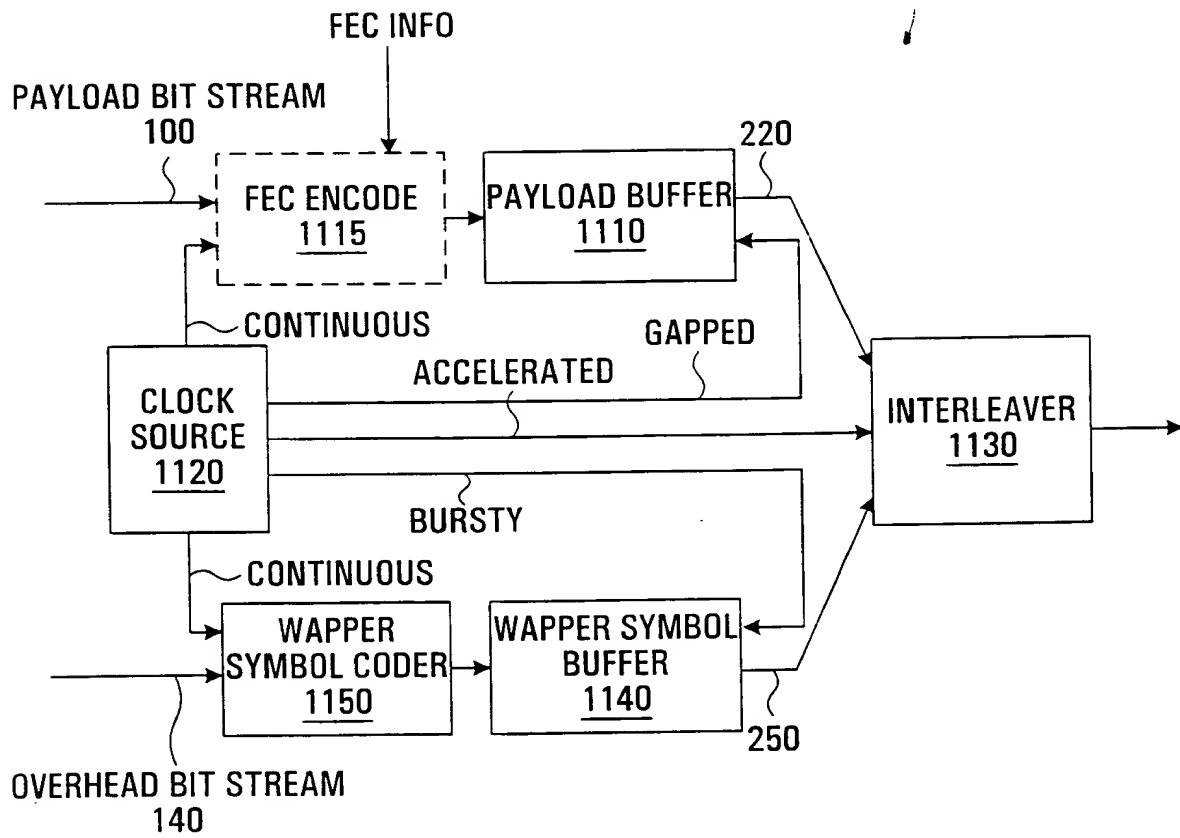 FEC INFO
PAYLOAD BIT STREAM
100
FEC ENCODE
1115
PAYLOAD BUFFER
1110
220
CONTINUOUS
GAPPED
ACCELERATED
CLOCK
SOURCE
1120
INTERLEAVER
1130
BURSTY
CONTINUOUS
WAPPER
SYMBOL CODER
1150
WAPPER SYMBOL
BUFFER
1140
250
OVERHEAD BIT STREAM
140